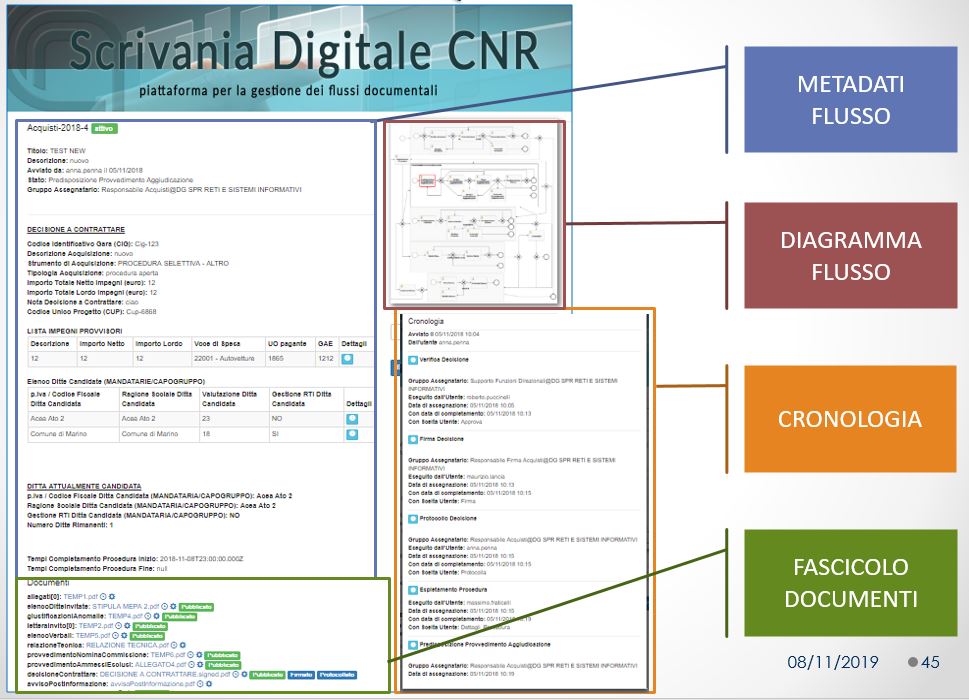 Scrivania Digitale CNR
piattaforma per la gestione dei flussi documentali
Acquisti-2018-4 attivo
Titolo: TEST NEW
Descrizione: nuovo
Avviato da: anna.penna il 05/11/2018
Stato: Predisposizione Provvedimento Aggiudicazione
Gruppo Assegnatario: Responsabile Acquisti@DG SPR RETI E SISTEMI INFORMATIVI
DECISIONE A CONTRATTARE
Codice Identificativo Gara (CIG): Cig-123
Descrizione Acquisizione: nuovo
Strumento di Acquisizione: PROCEDURA SELETTIVA - ALTRO
Tipologia Acquisizione: procedura aperta
Importo Totale Netto Impegni (euro): 12
Importo Totale Lordo Impegni (euro): 12
Nota Decisione a Contrattare: ciao
Codice Unico Progetto (CUP): Cup-6868
LISTA IMPEGNI PROVVISORI
Descrizione Importo Netto Importo Lordo Voce di Spesa UO pagante GAE Dettagli
12 12 12 22001 - Autovetture 1865 1212
Elenco Ditte Candidate (MANDATARIE/CAPOGRUPPO)
p.Iva / Codice Fiscale Ditta Candidata Ragione Sociale Ditta Candidata Valutazione Ditta Candidata Gestione RTI Ditta Candidata Dettagli
Acea Ato 2 Acea Ato 2 23 NO
Comune di Marino Comune di Marino 18 SI
DITTA ATTUALMENTE CANDIDATA
p.Iva / Codice Fiscale Ditta Candidata (MANDATARIA/CAPOGRUPPO): Acea Ato 2
Ragione Sociale Ditta Candidata (MANDATARIA/CAPOGRUPPO): Acea Ato 2
Gestione RTI Ditta Candidata (MANDATARIA/CAPOGRUPPO): NO
Numero Ditte Rimanenti: 1
Tempi Completamento Procedura Inizio: 2018-11-08T23:00:00.000Z
Tempi Completamento Procedura Fine: null
Documenti
allegati[0]: TEMP1.pdf
elencoDitteInvitate: STIPULA MEPA 2.pdf Pubblicato
giustificazioniAnomalie: TEMP4.pdf Pubblicato
letteraInvito[0]: TEMP2.pdf Pubblicato
elencoVerbali: TEMP5.pdf Pubblicato
relazioneTecnica: RELAZIONE TECNICA.pdf
provvedimentoNominaCommissione: TEMP6.pdf Pubblicato
provvedimentoAmmessiEsclusi: ALLEGATO4.pdf Pubblicato
decisioneContrattare: DECISIONE A CONTRATTARE.signed.pdf Pubblicato Firmato Protocollato
avvisoPostInformazione: avvisoPostInformazione.pdf
Cronologia
Avviato il 05/11/2018 10:04
Dall'utente anna.penna
Verifica Decisione
Gruppo Assegnatario: Supporto Funzioni Direzionali@DG SPR RETI E SISTEMI
INFORMATIVI
Eseguito dall'Utente: roberto.puccinelli
Data di assegnazione: 05/11/2018 10:05
Con data di completamento: 05/11/2018 10:13
Con Scelta Utente: Approva
Firma Decisione
Gruppo Assegnatario: Responsabile Firma Acquisti@DG SPR RETI E SISTEMI
INFORMATIVI
Eseguito dall'Utente: maurizio.lancia
Data di assegnazione: 05/11/2018 10:13
Con data di completamento: 05/11/2018 10:15
Con Scelta Utente: Firma
Protocollo Decisione
Gruppo Assegnatario: Responsabile Acquisti@DG SPR RETI E SISTEMI INFORMATIVI
Eseguito dall'Utente: anna.penna
Data di assegnazione: 05/11/2018 10:15
Con data di completamento: 05/11/2018 10:15
Con Scelta Utente: Protocolla
Espletamento Procedura
Eseguito dall'Utente: massimo.fraticelli
Data di assegnazione: 05/11/2018 10:15
Con data di completamento: 05/11/2018 10:19
Con Scelta Utente: Dettagli Procedura
Predisposizione Provvedimento Aggiudicazione
Gruppo Assegnatario: Responsabile Acquisti@DG SPR RETI E SISTEMI INFORMATIVI
Data di assegnazione: 05/11/2018 10:19
METADATI
FLUSSO
DIAGRAMMA
FLUSSO
CRONOLOGIA
FASCICOLO
DOCUMENTI
08/11/2019 45